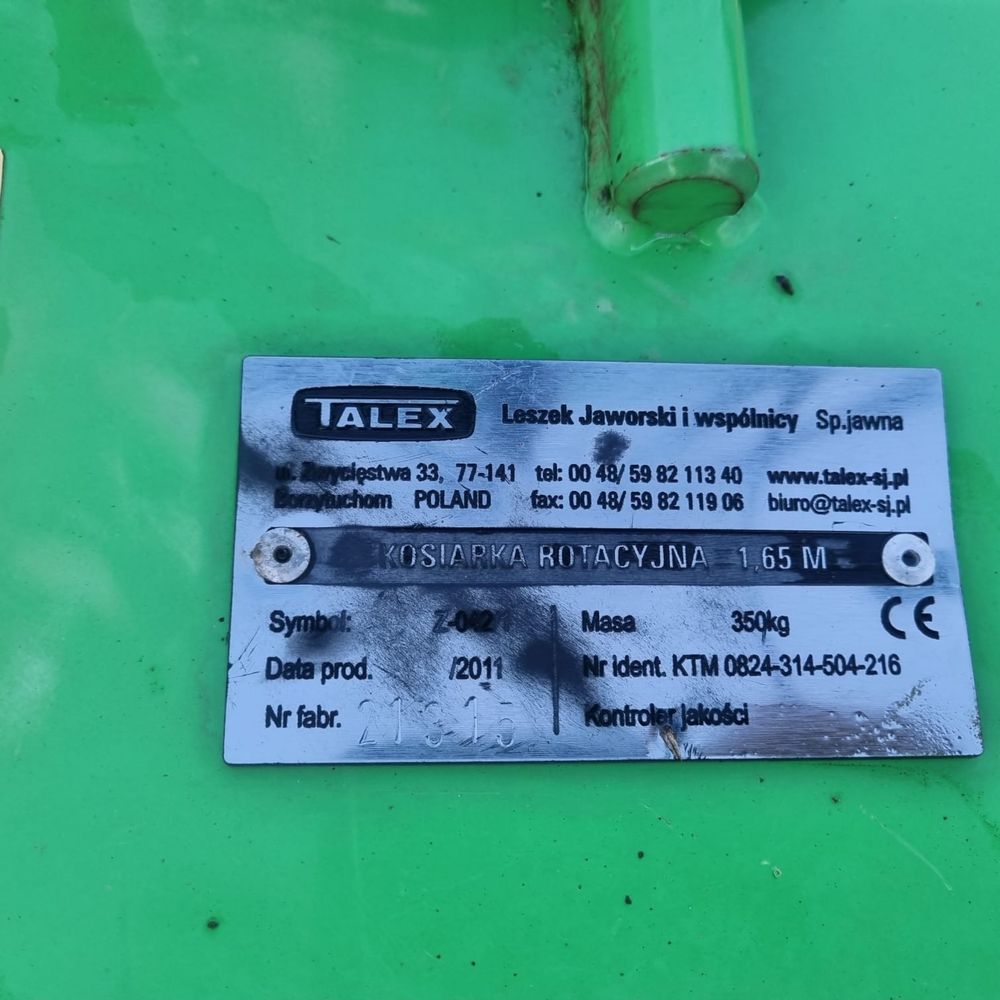 TALEX Leszek Jaworski i wspólnicy Sp.jawna
ul. Zwycięstwa 33, 77-141 tel: 00 48/ 59 82 113 40 www.talex-sj.pl
Borzytuchom POLAND fax: 00 48/ 59 82 119 06 biuro@talex-sj.pl
KOSIARKA ROTACYJNA 1,65 M
Symbol: Masa 350kg CE
Data prod. /2011 Nr ident. KTM 0824-314-504-216
Nr fabr. 21315 Kontroler jakości